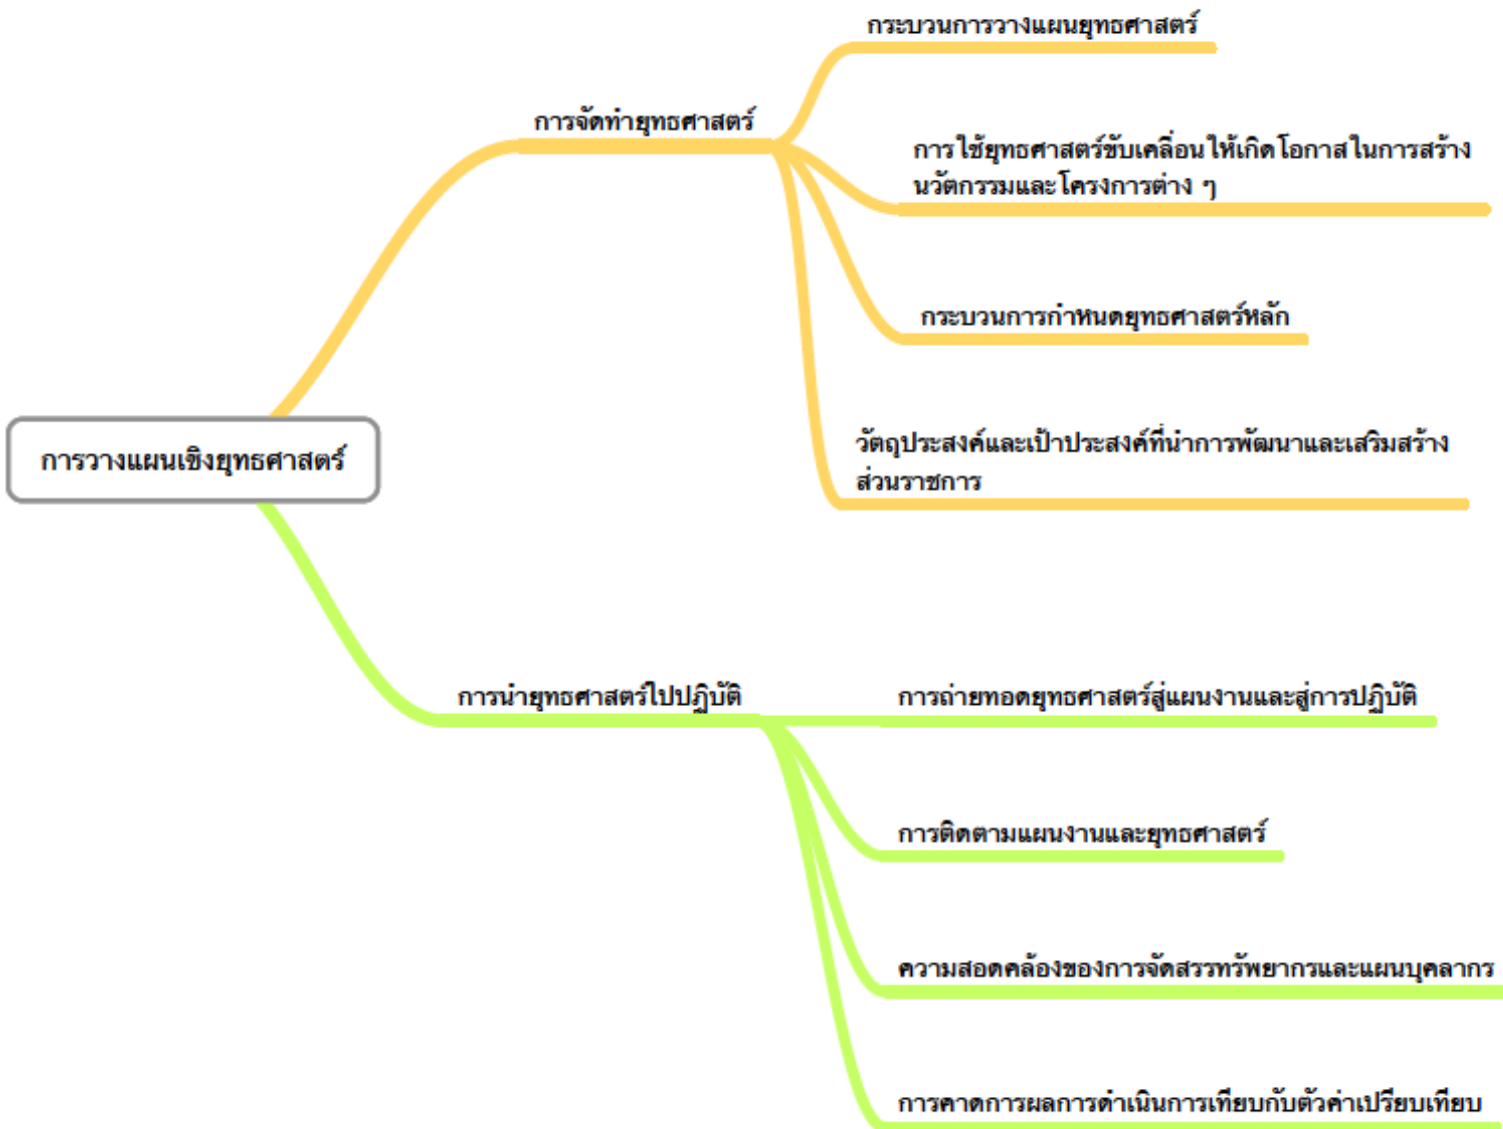 กระบวนการวางแผนยุทธศาสตร์
การจัดทำยุทธศาสตร์
การใช้ยุทธศาสตร์ขับเคลื่อนให้เกิดโอกาสในการสร้าง
นวัตกรรมและโครงการต่าง ๆ
กระบวนการกำหนดยุทธศาสตร์หลัก
วัตถุประสงค์และเป้าประสงค์ที่นำการพัฒนาและเสริมสร้าง
ส่วนราชการ
การวางแผนเชิงยุทธศาสตร์
การนำยุทธศาสตร์ไปปฏิบัติ
การถ่ายทอดยุทธศาสตร์สู่แผนงานและสู่การปฏิบัติ
การติดตามแผนงานและยุทธศาสตร์
ความสอดคล้องของการจัดสรรทรัพยากรและแผนบุคลากร
การคาดการผลการดำเนินการเทียบกับตัวค่าเปรียบเทียบ